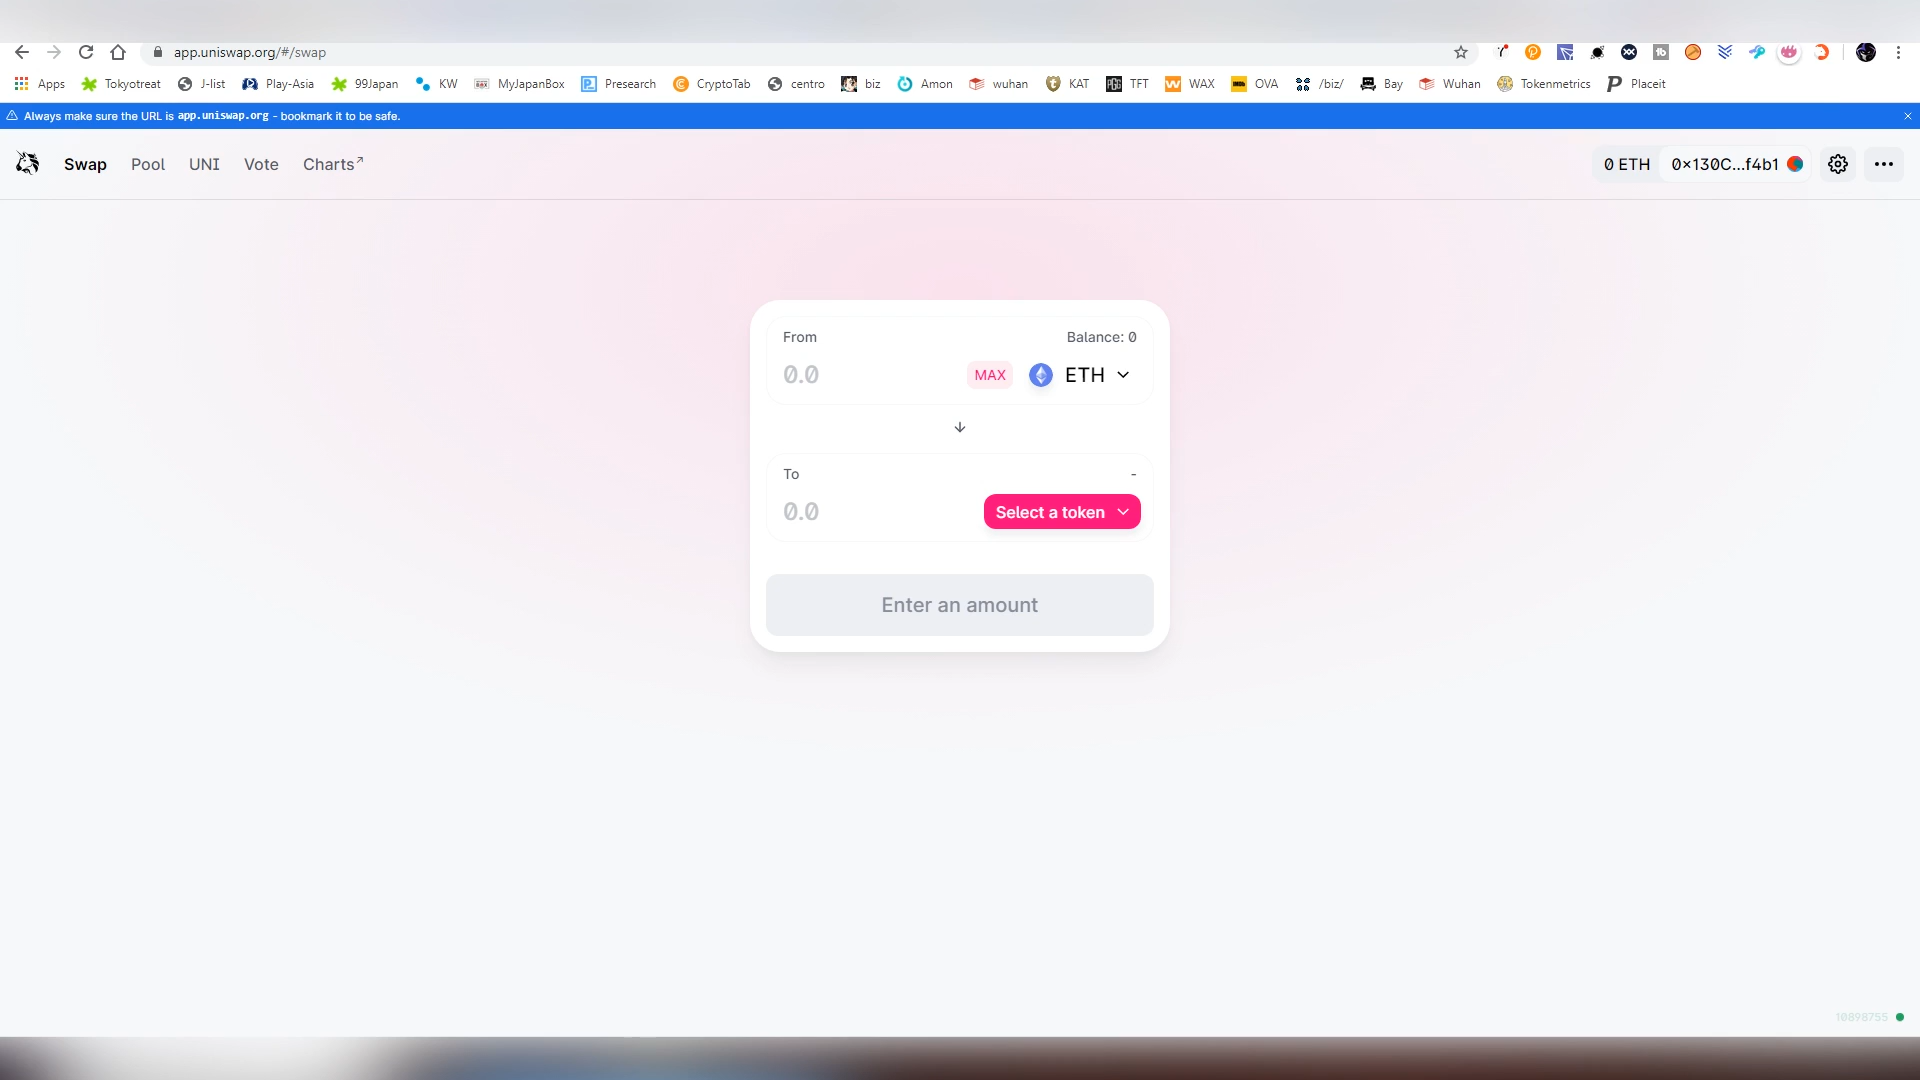 app.uniswap.org/#/swap
Apps Tokyotreat J-list Play-Asia 99Japan KW MyJapanBox Presearch CryptoTab centro biz Amon wuhan KAT TFT WAX OVA /biz/ Bay Wuhan Tokenmetrics Placeit
Always make sure the URL is app.uniswap.org - bookmark it to be safe.
Swap Pool UNI Vote Charts↗ 0 ETH 0×130C...f4b1
From Balance: 0
0.0 MAX ETH
To -
0.0 Select a token
Enter an amount
10898755